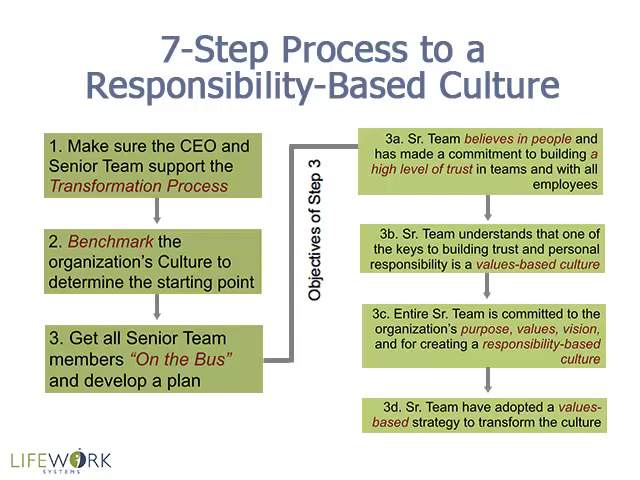 7-Step Process to a
Responsibility-Based Culture
1. Make sure the CEO and
Senior Team support the
Transformation Process
2. Benchmark the
organization's Culture to
determine the starting point
3. Get all Senior Team
members "On the Bus"
and develop a plan
Objectives of Step 3
3a. Sr. Team believes in people and
has made a commitment to building a
high level of trust in teams and with all
employees
3b. Sr. Team understands that one of
the keys to building trust and personal
responsibility is a values-based culture
3c. Entire Sr. Team is committed to the
organization's purpose, values, vision,
and for creating a responsibility-based
culture
3d. Sr. Team have adopted a values-
based strategy to transform the culture
LIFEWORK
SYSTEMS